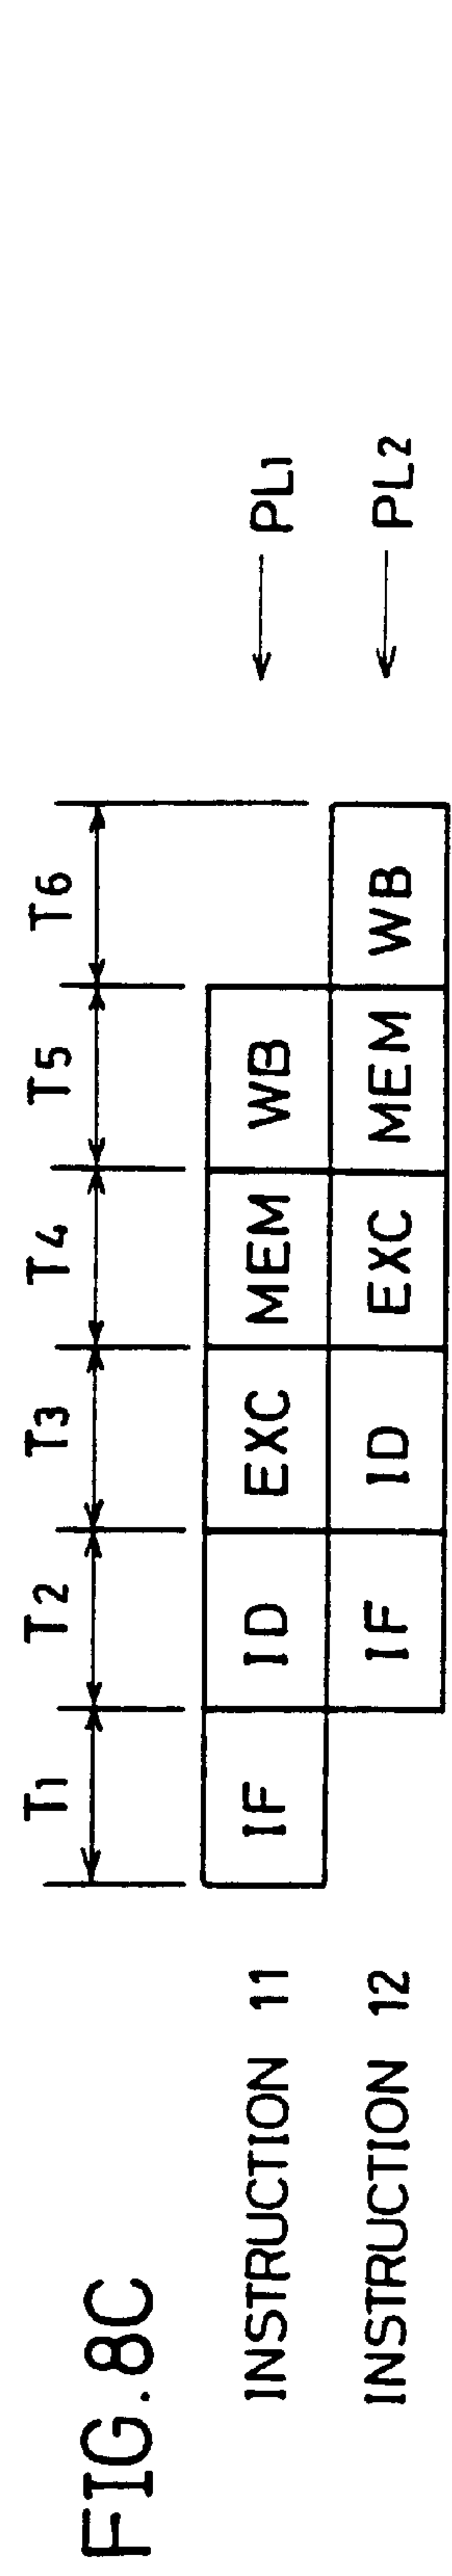 FIG. 8C
T1 T2 T3 T4 T5 T6
INSTRUCTION 11 IF ID EXC MEM WB PL1
INSTRUCTION 12 IF ID EXC MEM WB PL2